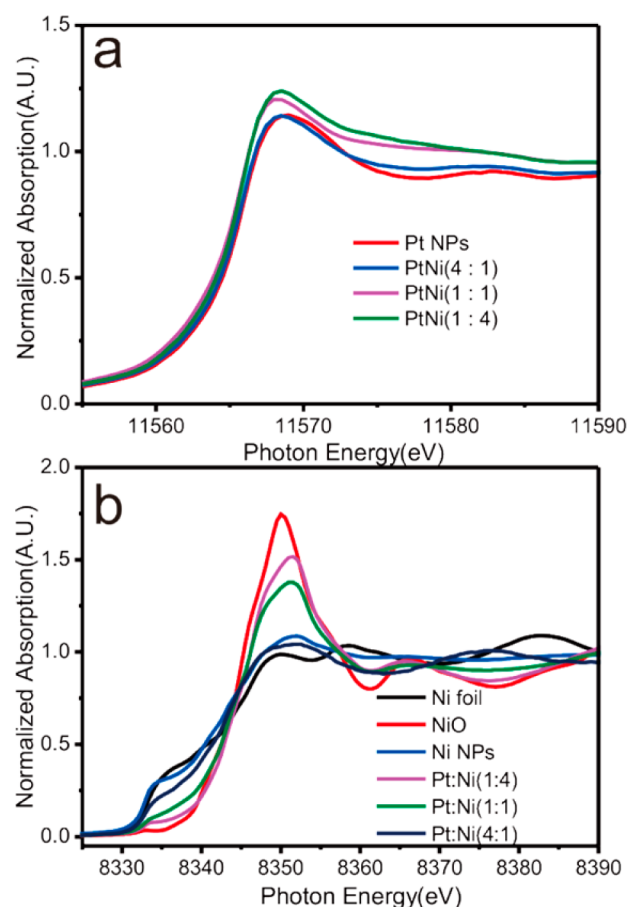 a
Normalized Absorption(A.U.)
1.5
1.0
0.5
0.0
Pt NPs
PtNi(4 : 1)
PtNi(1 : 1)
PtNi(1 : 4)
11560 11570 11580 11590
Photon Energy(eV)
b
Normalized Absorption(A.U.)
2.0
1.5
1.0
0.5
0.0
Ni foil
NiO
Ni NPs
Pt:Ni(1:4)
Pt:Ni(1:1)
Pt:Ni(4:1)
8330 8340 8350 8360 8370 8380 8390
Photon Energy(eV)